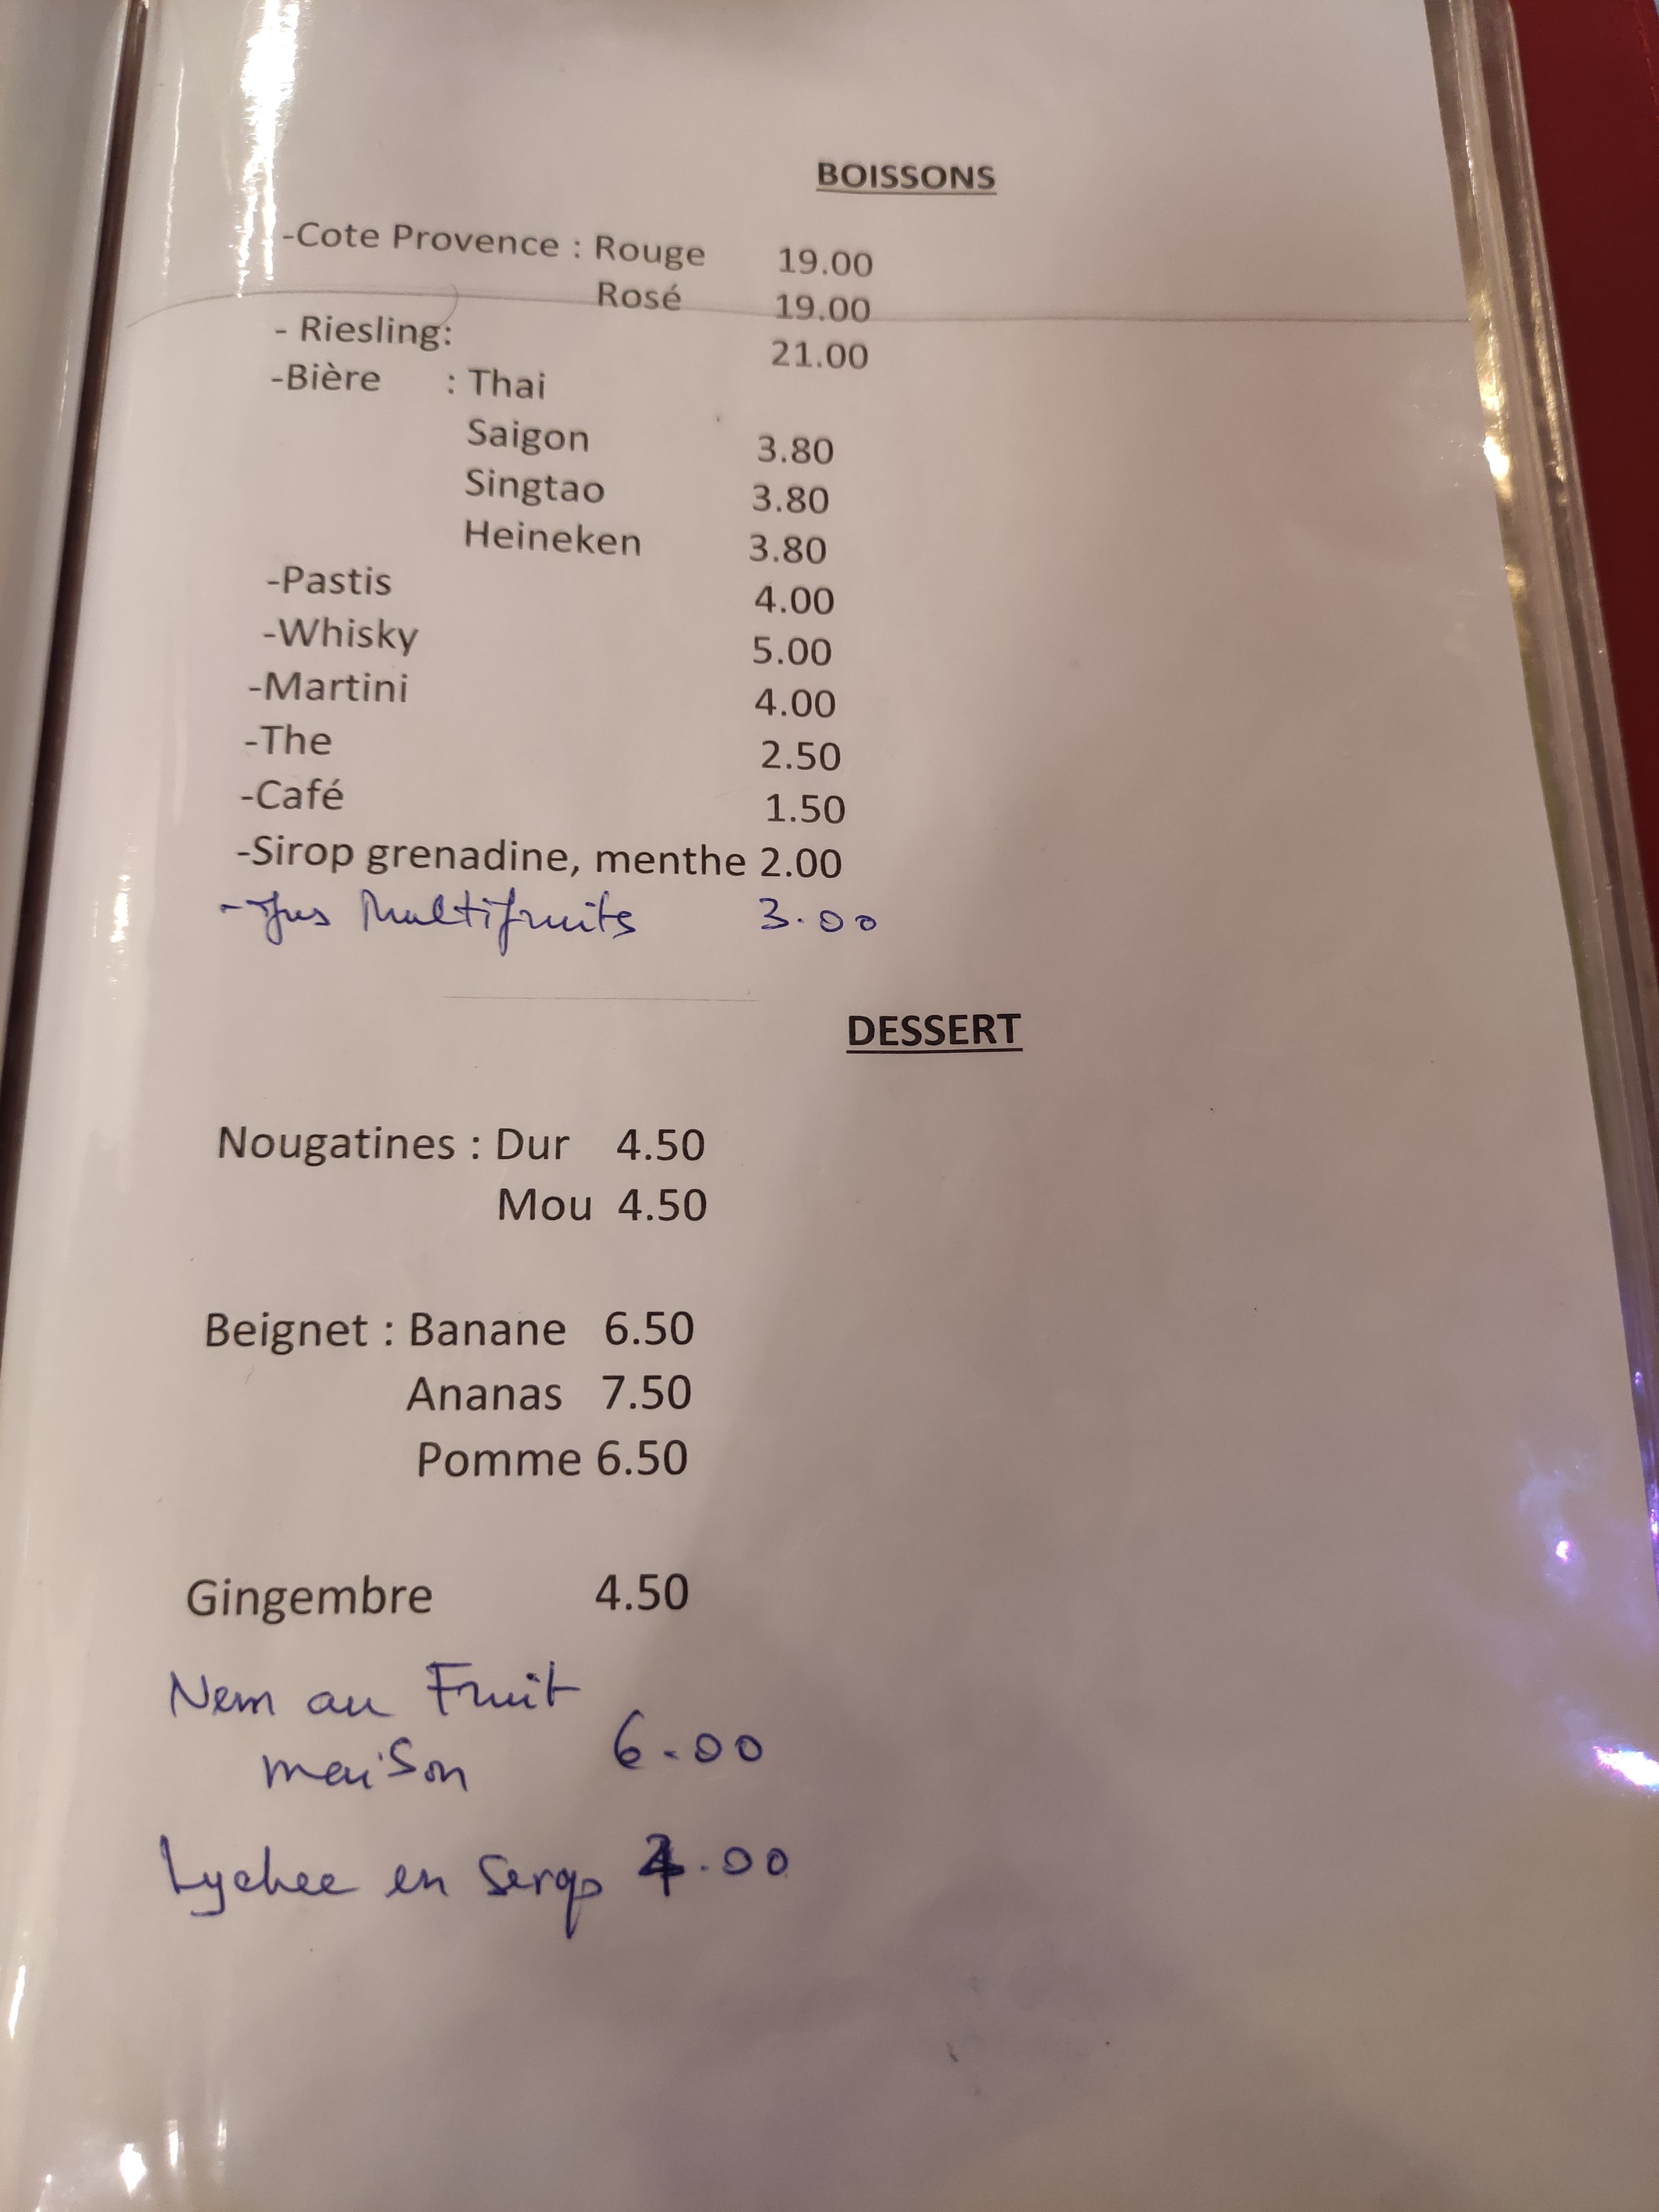 BOISSONS
-Cote Provence : Rouge 19.00
Rosé 19.00
- Riesling: 21.00
-Bière : Thai
Saigon 3.80
Singtao 3.80
Heineken 3.80
-Pastis 4.00
-Whisky 5.00
-Martini 4.00
-The 2.50
-Café 1.50
-Sirop grenadine, menthe 2.00
- Jus Multifruits 3.00
DESSERT
Nougatines : Dur 4.50
Mou 4.50
Beignet : Banane 6.50
Ananas 7.50
Pomme 6.50
Gingembre 4.50
Nem au Fruit
maison 6.00
Lychee en Serop 4.00